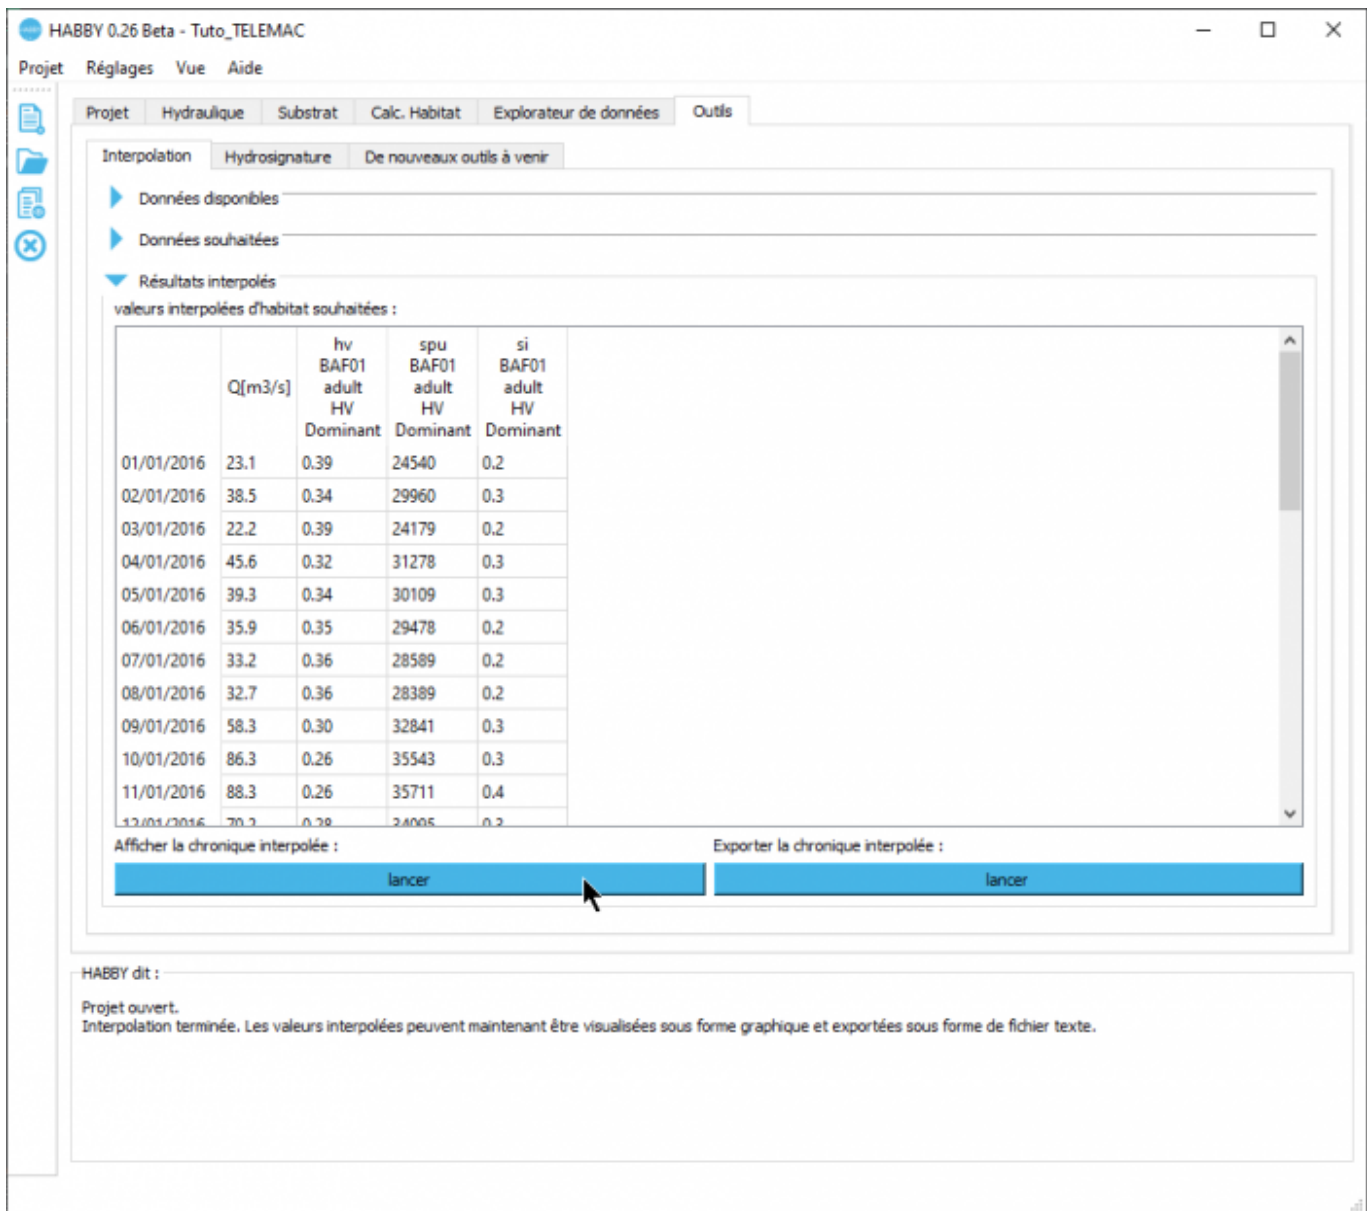 HABBY 0.26 Beta - Tuto_TELEMAC
Projet Réglages Vue Aide
Projet Hydraulique Substrat Calc. Habitat Explorateur de données Outils
Interpolation Hydrosignature De nouveaux outils à venir
Données disponibles
Données souhaitées
Résultats interpolés
valeurs interpolées d'habitat souhaitées :
hv spu si
BAF01 BAF01 BAF01
Q[m3/s] adult adult adult
HV HV HV
Dominant Dominant Dominant
01/01/2016 23.1 0.39 24540 0.2
02/01/2016 38.5 0.34 29960 0.3
03/01/2016 22.2 0.39 24179 0.2
04/01/2016 45.6 0.32 31278 0.3
05/01/2016 39.3 0.34 30109 0.3
06/01/2016 35.9 0.35 29478 0.2
07/01/2016 33.2 0.36 28589 0.2
08/01/2016 32.7 0.36 28389 0.2
09/01/2016 58.3 0.30 32841 0.3
10/01/2016 86.3 0.26 35543 0.3
11/01/2016 88.3 0.26 35711 0.4
12/01/2016 70.2 0.28 34095 0.3
Afficher la chronique interpolée : Exporter la chronique interpolée :
lancer lancer
HABBY dit :
Projet ouvert.
Interpolation terminée. Les valeurs interpolées peuvent maintenant être visualisées sous forme graphique et exportées sous forme de fichier texte.